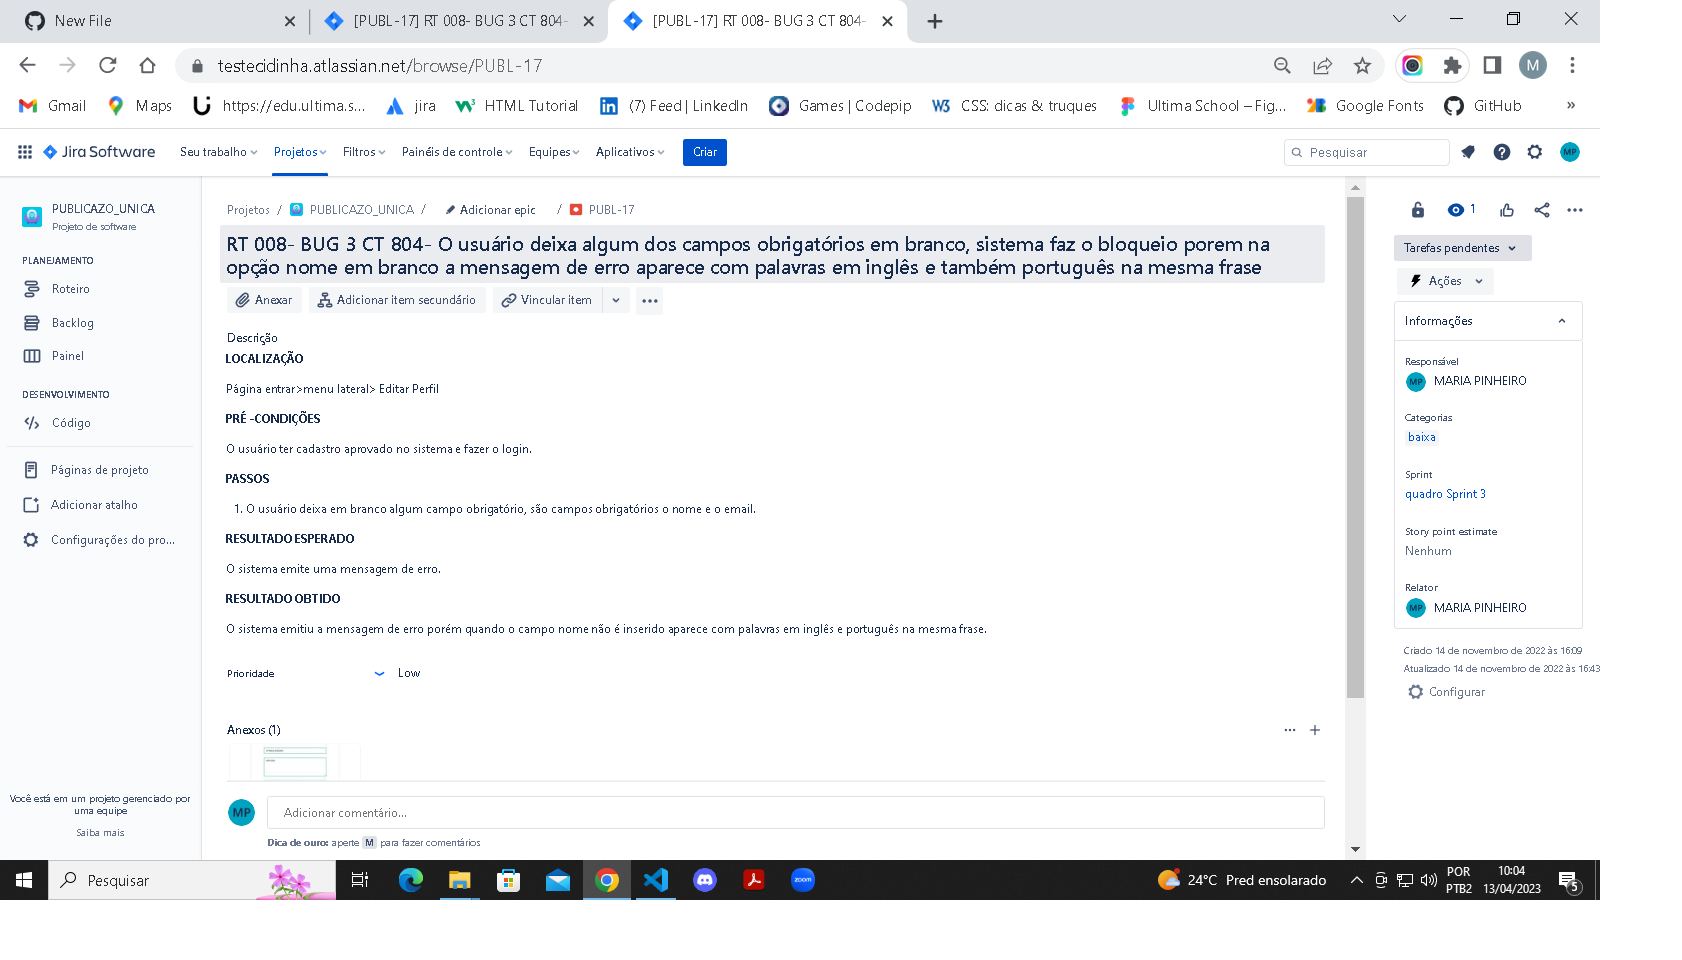 New File
[PUBL-17] RT 008- BUG 3 CT 804-
[PUBL-17] RT 008- BUG 3 CT 804-
testecidinha.atlassian.net/browse/PUBL-17
M
Gmail
Maps
https://edu.ultima.s...
jira
HTML Tutorial
(7) Feed | LinkedIn
Games | Codepip
CSS: dicas & truques
Ultima School – Fig...
Google Fonts
GitHub
»
Jira Software
Seu trabalho
Projetos
Filtros
Painéis de controle
Equipes
Aplicativos
Criar
Pesquisar
MP
PUBLICAZO_UNICA
Projeto de software
PLANEJAMENTO
Roteiro
Backlog
Painel
DESENVOLVIMENTO
Código
Páginas de projeto
Adicionar atalho
Configurações do pro...
Você está em um projeto gerenciado por
uma equipe
Saiba mais
Projetos / PUBLICAZO_UNICA / Adicionar epic / PUBL-17
RT 008- BUG 3 CT 804- O usuário deixa algum dos campos obrigatórios em branco, sistema faz o bloqueio porem na
opção nome em branco a mensagem de erro aparece com palavras em inglês e também português na mesma frase
Anexar
Adicionar item secundário
Vincular item
Descrição
LOCALIZAÇÃO
Página entrar>menu lateral> Editar Perfil
PRÉ -CONDIÇÕES
O usuário ter cadastro aprovado no sistema e fazer o login.
PASSOS
1. O usuário deixa em branco algum campo obrigatório, são campos obrigatórios o nome e o email.
RESULTADO ESPERADO
O sistema emite uma mensagem de erro.
RESULTADO OBTIDO
O sistema emitiu a mensagem de erro porém quando o campo nome não é inserido aparece com palavras em inglês e português na mesma frase.
Prioridade
Low
Anexos (1)
MP
Adicionar comentário...
Dica de ouro: aperte M para fazer comentários
1
Tarefas pendentes
Ações
Informações
Responsável
MP MARIA PINHEIRO
Categorias
baixa
Sprint
quadro Sprint 3
Story point estimate
Nenhum
Relator
MP MARIA PINHEIRO
Criado 14 de novembro de 2022 às 16:09
Atualizado 14 de novembro de 2022 às 16:43
Configurar
Pesquisar
zoom
24°C Pred ensolarado
POR
PTB2
10:04
13/04/2023
5